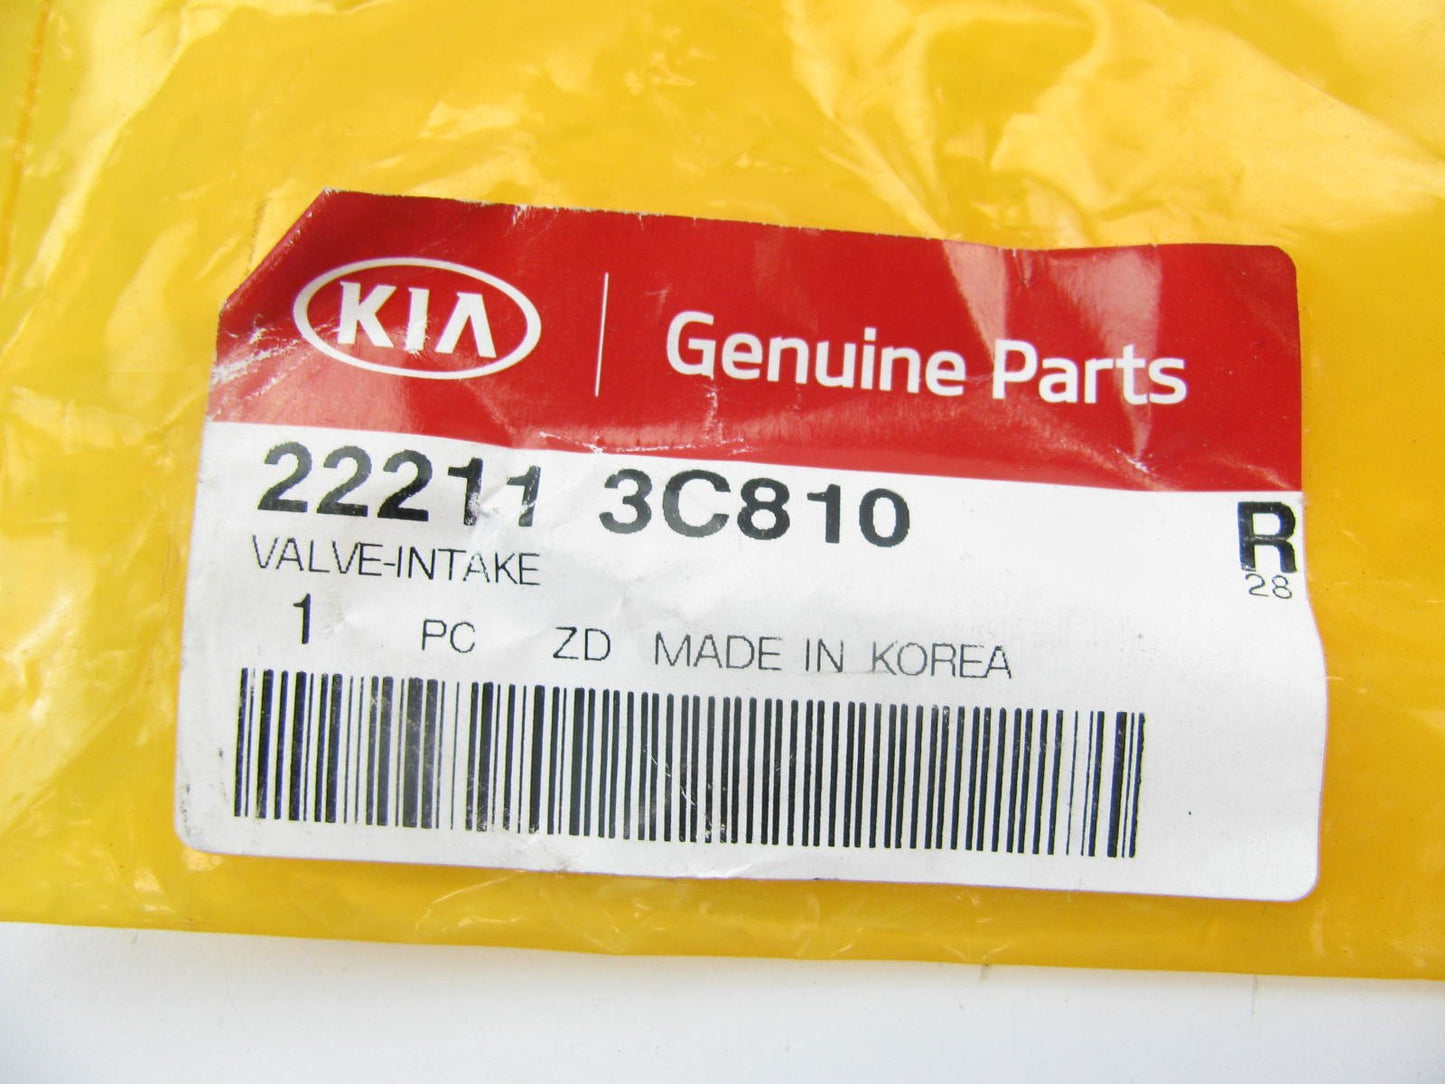 KIA Genuine Parts
22211 3C810 R
VALVE-INTAKE 28
1 PC ZD MADE IN KOREA